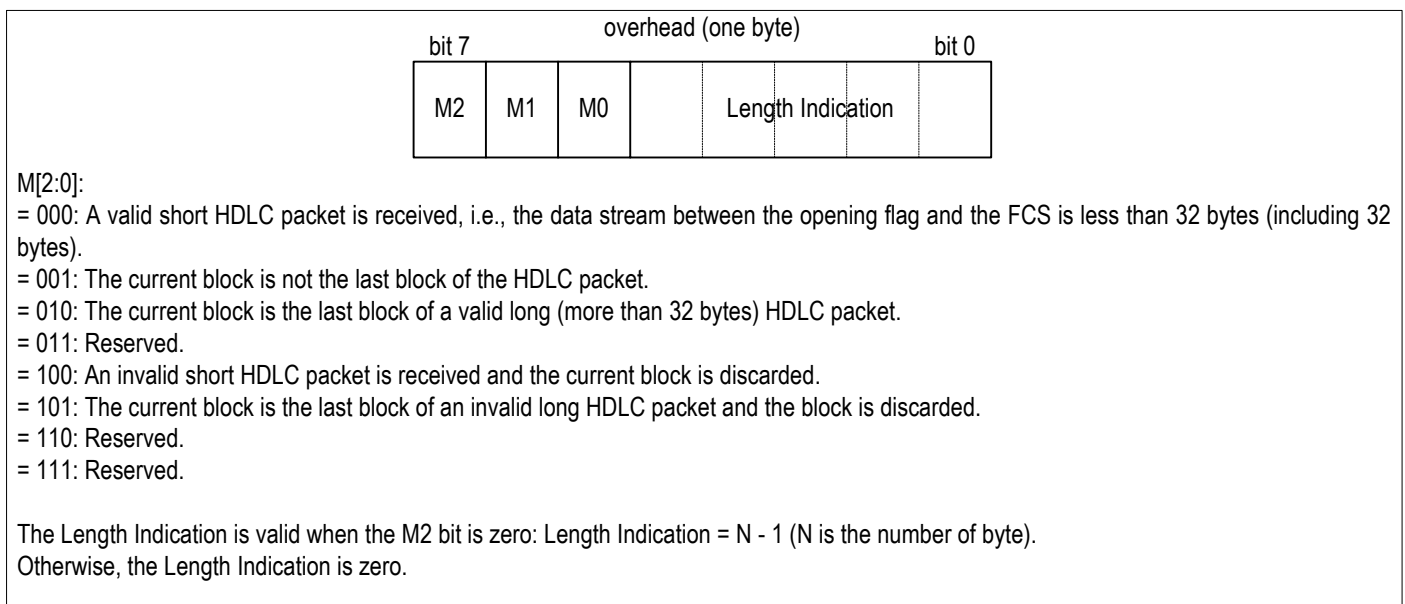 overhead (one byte)
bit 7 bit 0
M2 M1 M0 Length Indication
M[2:0]:
= 000: A valid short HDLC packet is received, i.e., the data stream between the opening flag and the FCS is less than 32 bytes (including 32
bytes).
= 001: The current block is not the last block of the HDLC packet.
= 010: The current block is the last block of a valid long (more than 32 bytes) HDLC packet.
= 011: Reserved.
= 100: An invalid short HDLC packet is received and the current block is discarded.
= 101: The current block is the last block of an invalid long HDLC packet and the block is discarded.
= 110: Reserved.
= 111: Reserved.
The Length Indication is valid when the M2 bit is zero: Length Indication = N - 1 (N is the number of byte).
Otherwise, the Length Indication is zero.